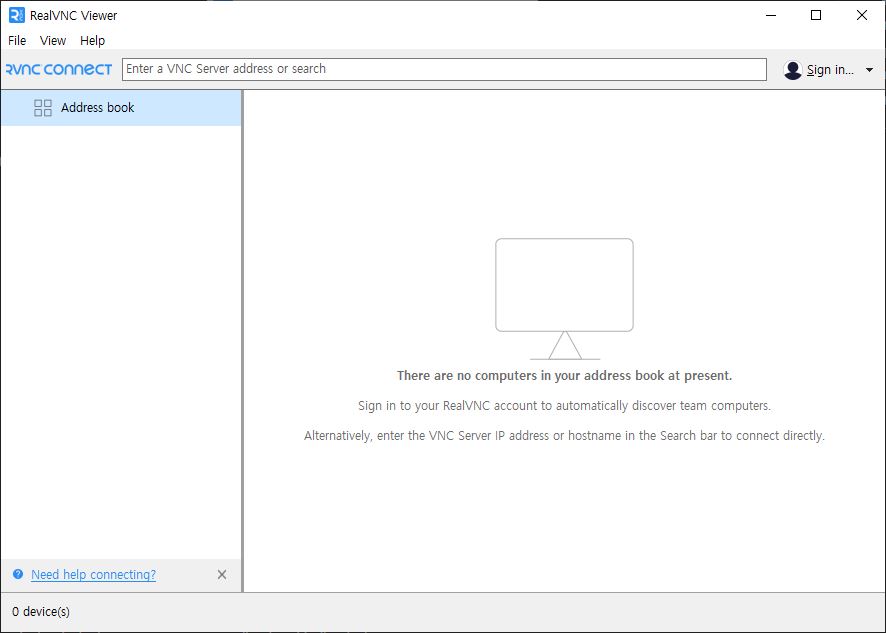 RealVNC Viewer
File View Help
RVNC CONNECT Enter a VNC Server address or search Sign in...
Address book
There are no computers in your address book at present.
Sign in to your RealVNC account to automatically discover team computers.
Alternatively, enter the VNC Server IP address or hostname in the Search bar to connect directly.
? Need help connecting?
0 device(s)